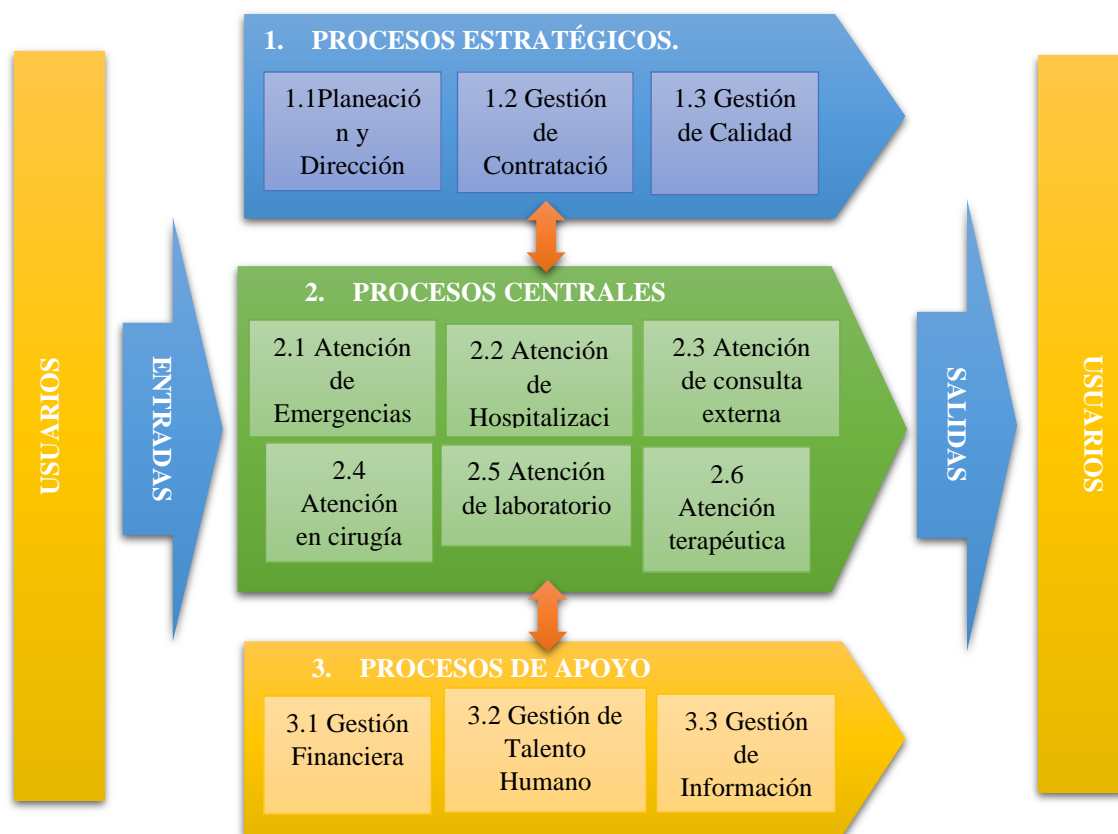 1. PROCESOS ESTRATÉGICOS.
1.1Planeació
n y
Dirección
1.2 Gestión
de
Contratació
1.3 Gestión
de Calidad
USUARIOS
ENTRADAS
2. PROCESOS CENTRALES
2.1 Atención
de
Emergencias
2.2 Atención
de
Hospitalizaci
2.3 Atención
de consulta
externa
2.4
Atención
en cirugía
2.5 Atención
de laboratorio
2.6
Atención
terapéutica
SALIDAS
USUARIOS
3. PROCESOS DE APOYO
3.1 Gestión
Financiera
3.2 Gestión de
Talento
Humano
3.3 Gestión
de
Información